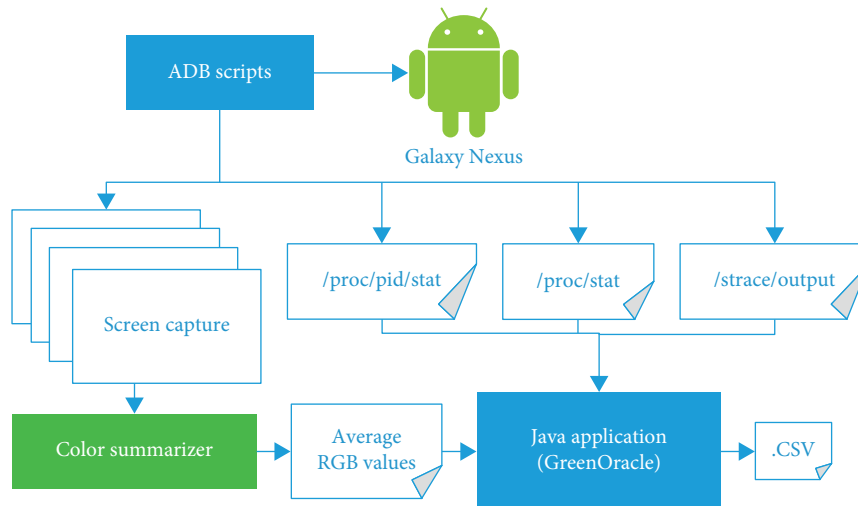 ADB scripts
Galaxy Nexus
/proc/pid/stat
/proc/stat
/strace/output
Screen capture
Color summarizer
Average
RGB values
Java application
(GreenOracle)
.CSV